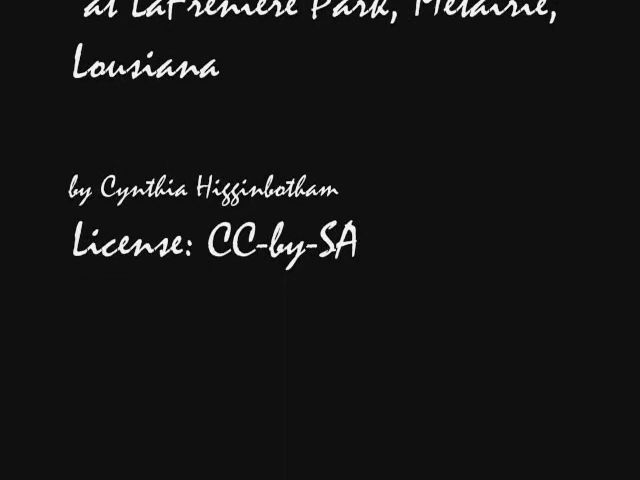 at LaFreniere Park, Metairie,
Lousiana
by Cynthia Higginbotham
License: CC-by-SA